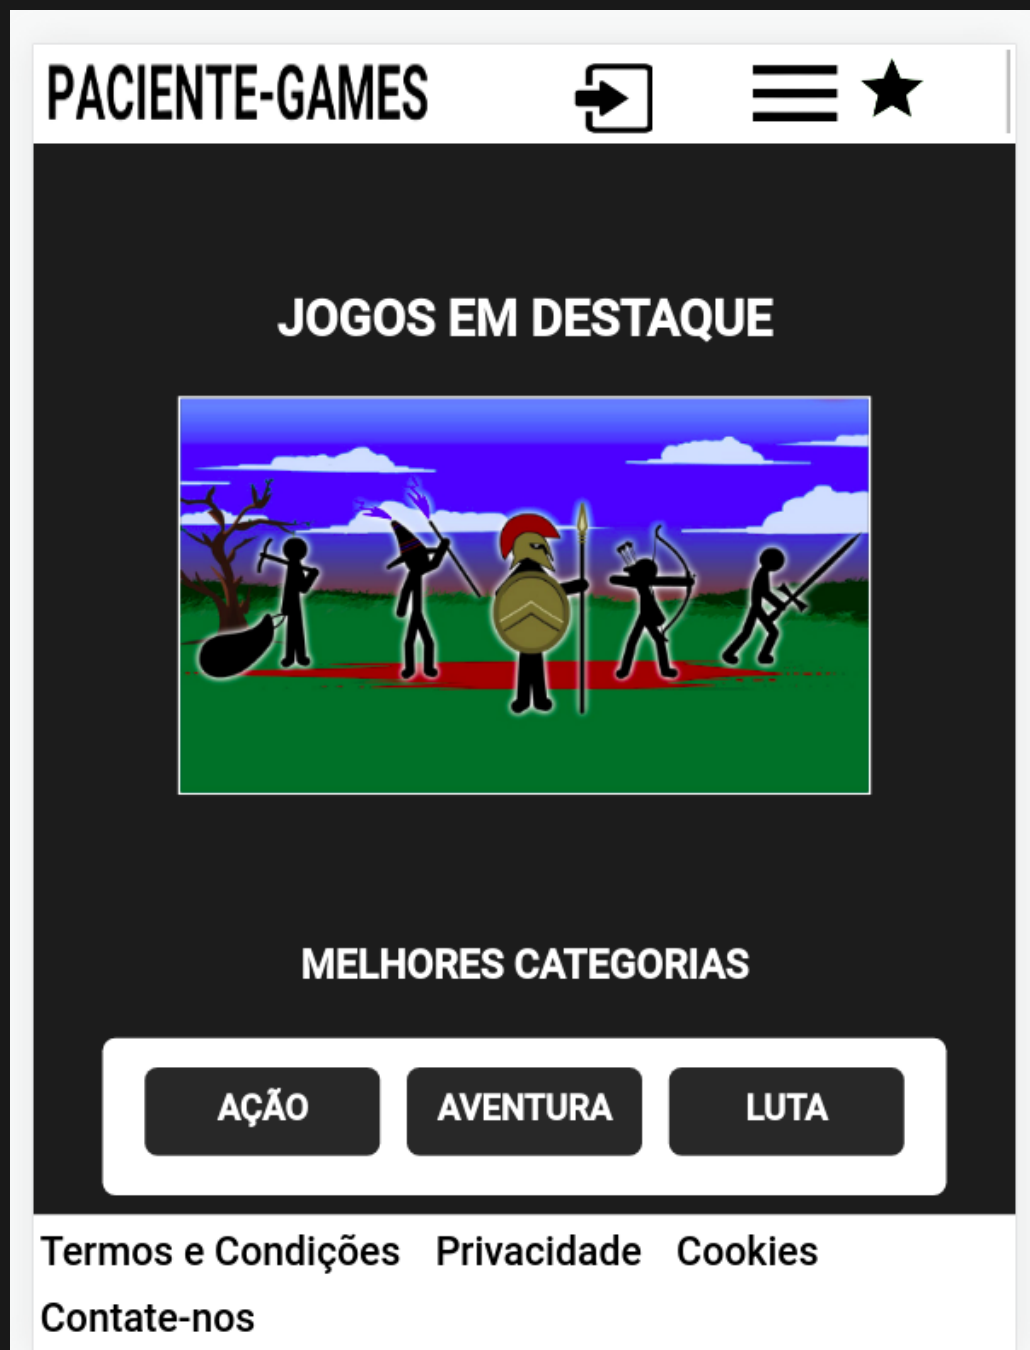 PACIENTE-GAMES
JOGOS EM DESTAQUE
MELHORES CATEGORIAS
AÇÃO AVENTURA LUTA
Termos e Condições Privacidade Cookies
Contate-nos